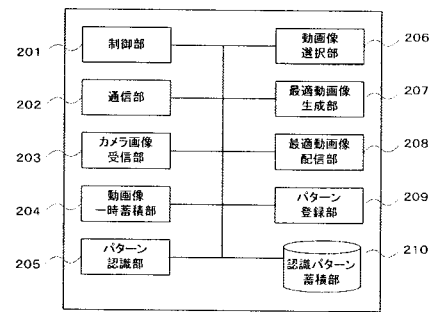 201
制御部
202
通信部
203
カメラ画像
受信部
204
動画像
一時蓄積部
205
パターン
認識部
206
動画像
選択部
207
最適動画像
生成部
208
最適動画像
配信部
209
パターン
登録部
210
認識パターン
蓄積部